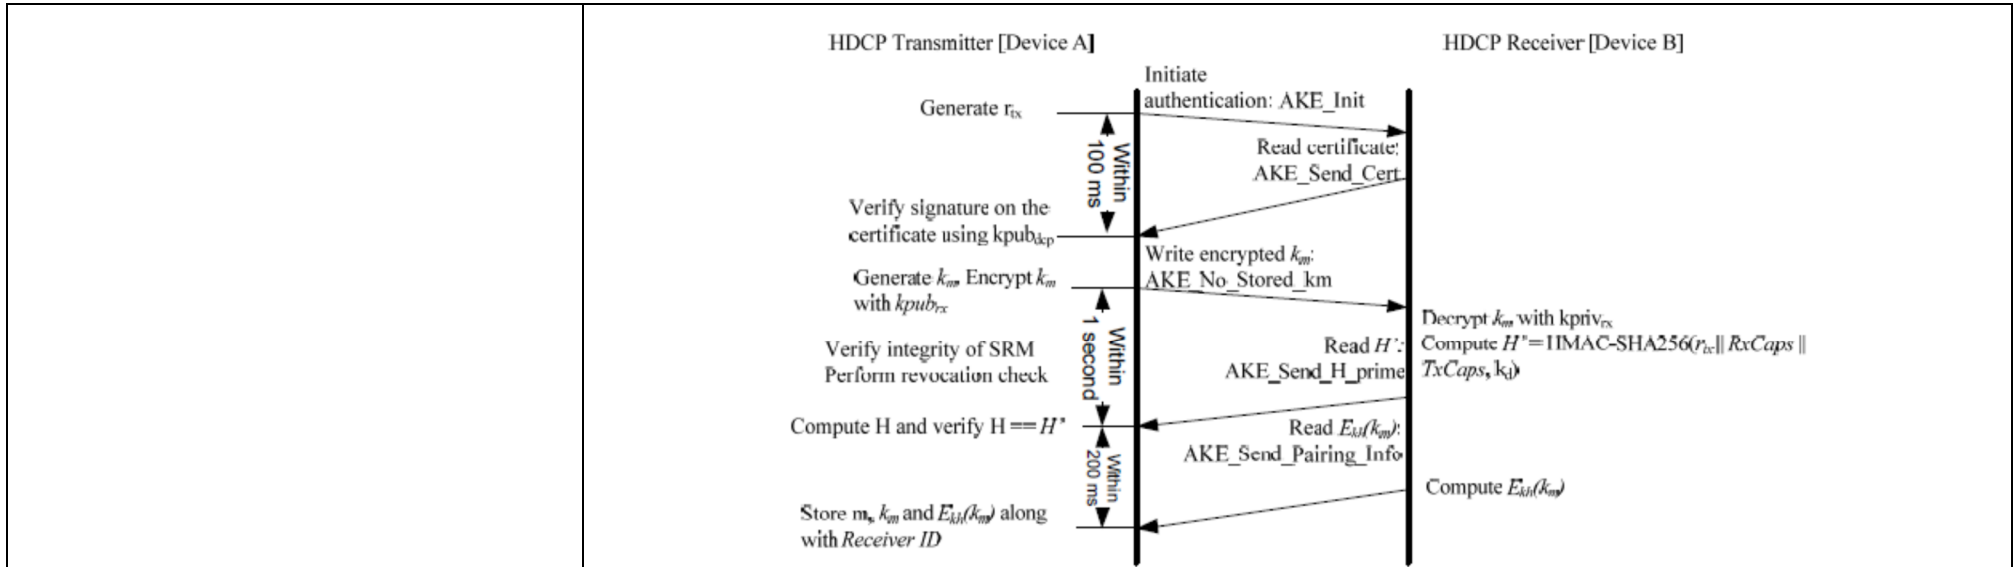 HDCP Transmitter [Device A]
HDCP Receiver [Device B]
Initiate
authentication: AKE_Init
Generate rtx
Within
100 ms
Read certificate:
AKE_Send_Cert
Verify signature on the
certificate using kpubdcp
Write encrypted km:
AKE_No_Stored_km
Generate km, Encrypt km
with kpubrx
Within
1 second
Decrypt km with kprivrx
Compute H'=HMAC-SHA256(rtx|| RxCaps ||
TxCaps, kd)
Verify integrity of SRM
Perform revocation check
Read H':
AKE_Send_H_prime
Compute H and verify H == H'
Read Ekh(km):
AKE_Send_Pairing_Info
Within
200 ms
Compute Ekh(km)
Store m, km and Ekh(km) along
with Receiver ID